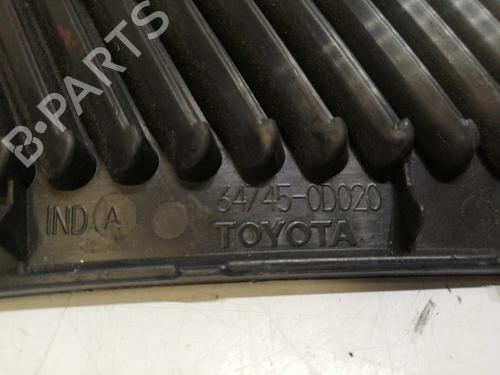 B-PARTS
64745-0D020
IND A
TOYOTA